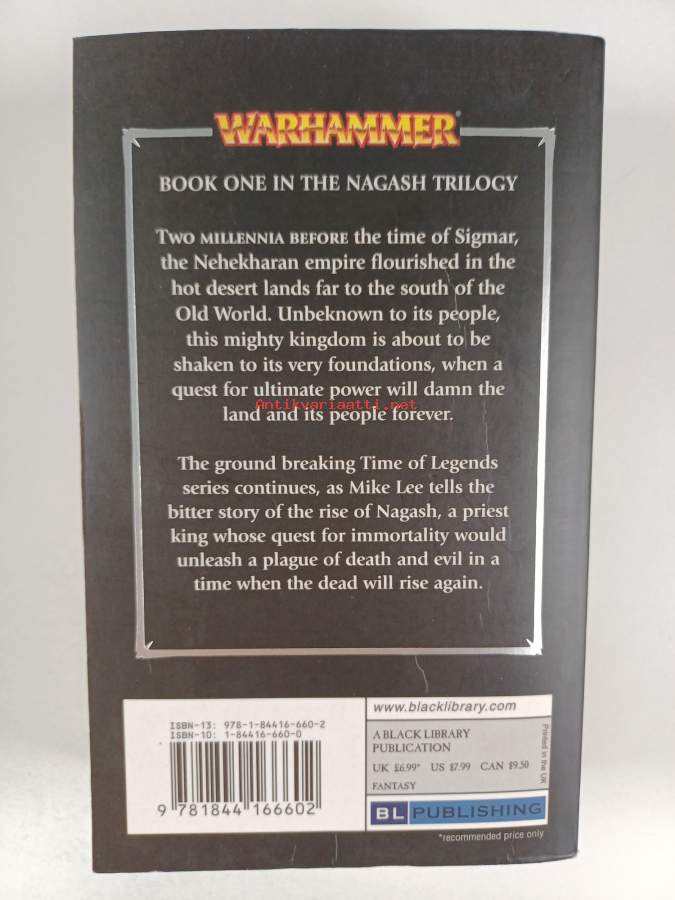 WARHAMMER®
BOOK ONE IN THE NAGASH TRILOGY
TWO MILLENNIA BEFORE the time of Sigmar,
the Nehekharan empire flourished in the
hot desert lands far to the south of the
Old World. Unbeknown to its people,
this mighty kingdom is about to be
shaken to its very foundations, when a
quest for ultimate power will damn the
Antikvariaatti.net
land and its people forever.
The ground breaking Time of Legends
series continues, as Mike Lee tells the
bitter story of the rise of Nagash, a priest
king whose quest for immortality would
unleash a plague of death and evil in a
time when the dead will rise again.
ISBN-13: 978-1-84416-660-2
ISBN-10: 1-84416-660-0
9 781844 166602
www.blacklibrary.com
A BLACK LIBRARY
PUBLICATION
UK £6.99* US $7.99 CAN $9.50
FANTASY
Printed in the UK
BL PUBLISHING
*recommended price only